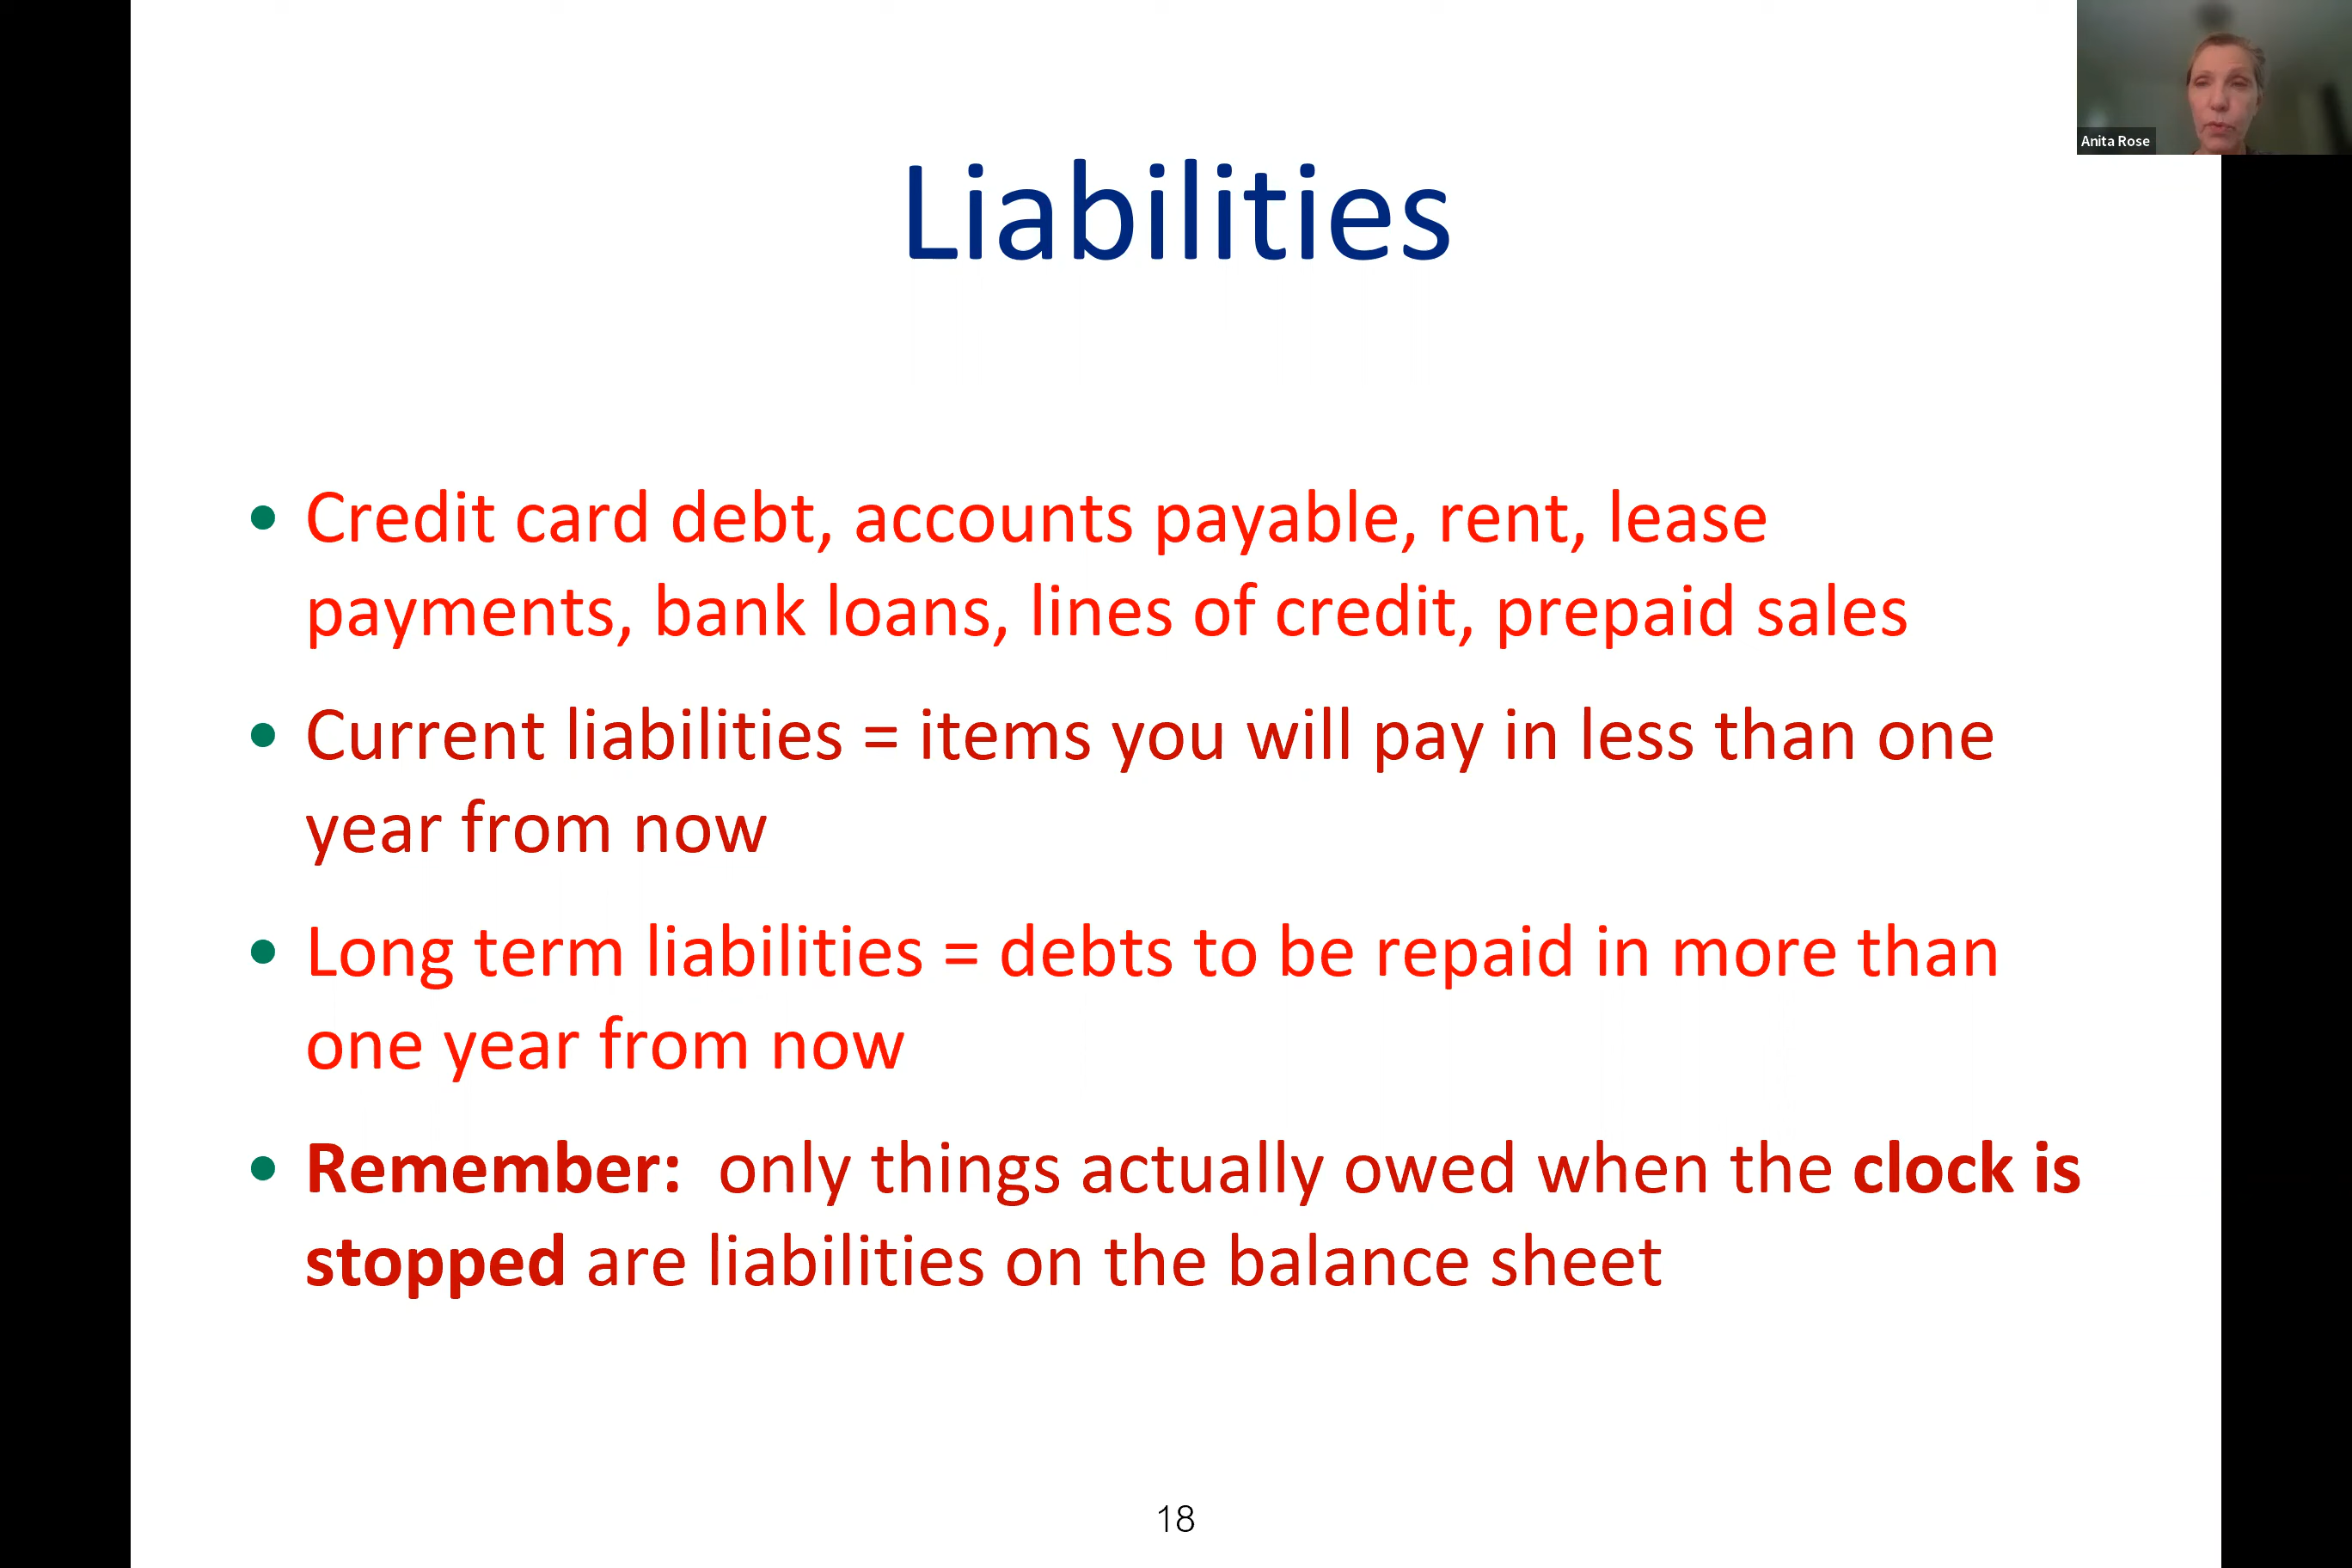 Anita Rose
Liabilities
• Credit card debt, accounts payable, rent, lease
payments, bank loans, lines of credit, prepaid sales
• Current liabilities = items you will pay in less than one
year from now
• Long term liabilities = debts to be repaid in more than
one year from now
• Remember:  only things actually owed when the clock is
stopped are liabilities on the balance sheet
18